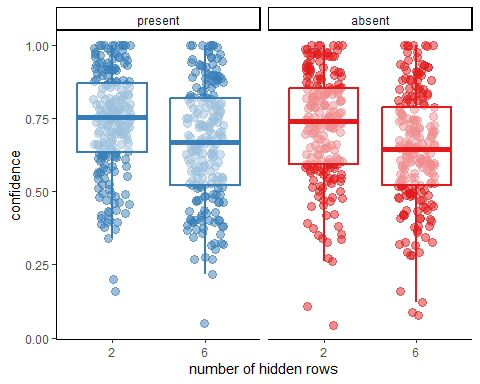 present absent
1.00
0.75
0.50
0.25
0.00
confidence
2 6 2 6
number of hidden rows